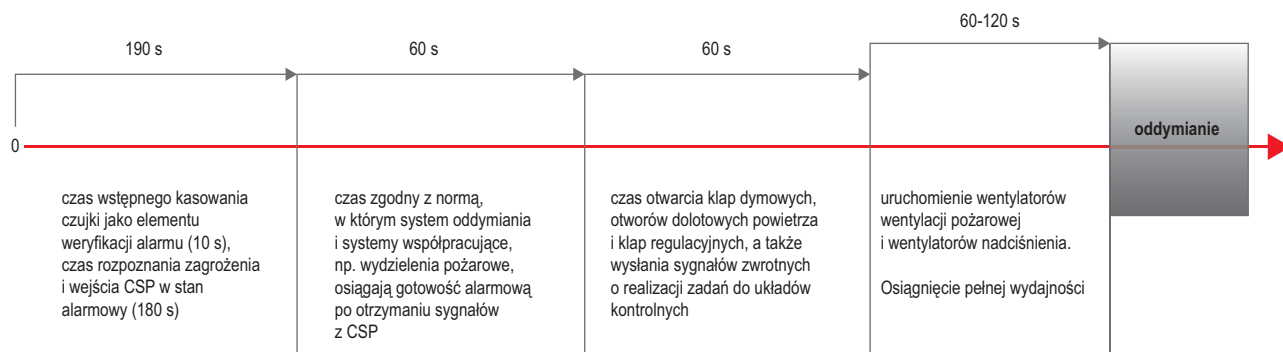 190 s
60 s
60 s
60-120 s
0
oddymianie
czas wstępnego kasowania
czujki jako elementu
weryfikacji alarmu (10 s),
czas rozpoznania zagrożenia
i wejścia CSP w stan
alarmowy (180 s)
czas zgodny z normą,
w którym system oddymiania
i systemy współpracujące,
np. wydzielenia pożarowe,
osiągają gotowość alarmową
po otrzymaniu sygnałów
z CSP
czas otwarcia klap dymowych,
otworów dolotowych powietrza
i klap regulacyjnych, a także
wysłania sygnałów zwrotnych
o realizacji zadań do układów
kontrolnych
uruchomienie wentylatorów
wentylacji pożarowej
i wentylatorów nadciśnienia.
Osiągnięcie pełnej wydajności